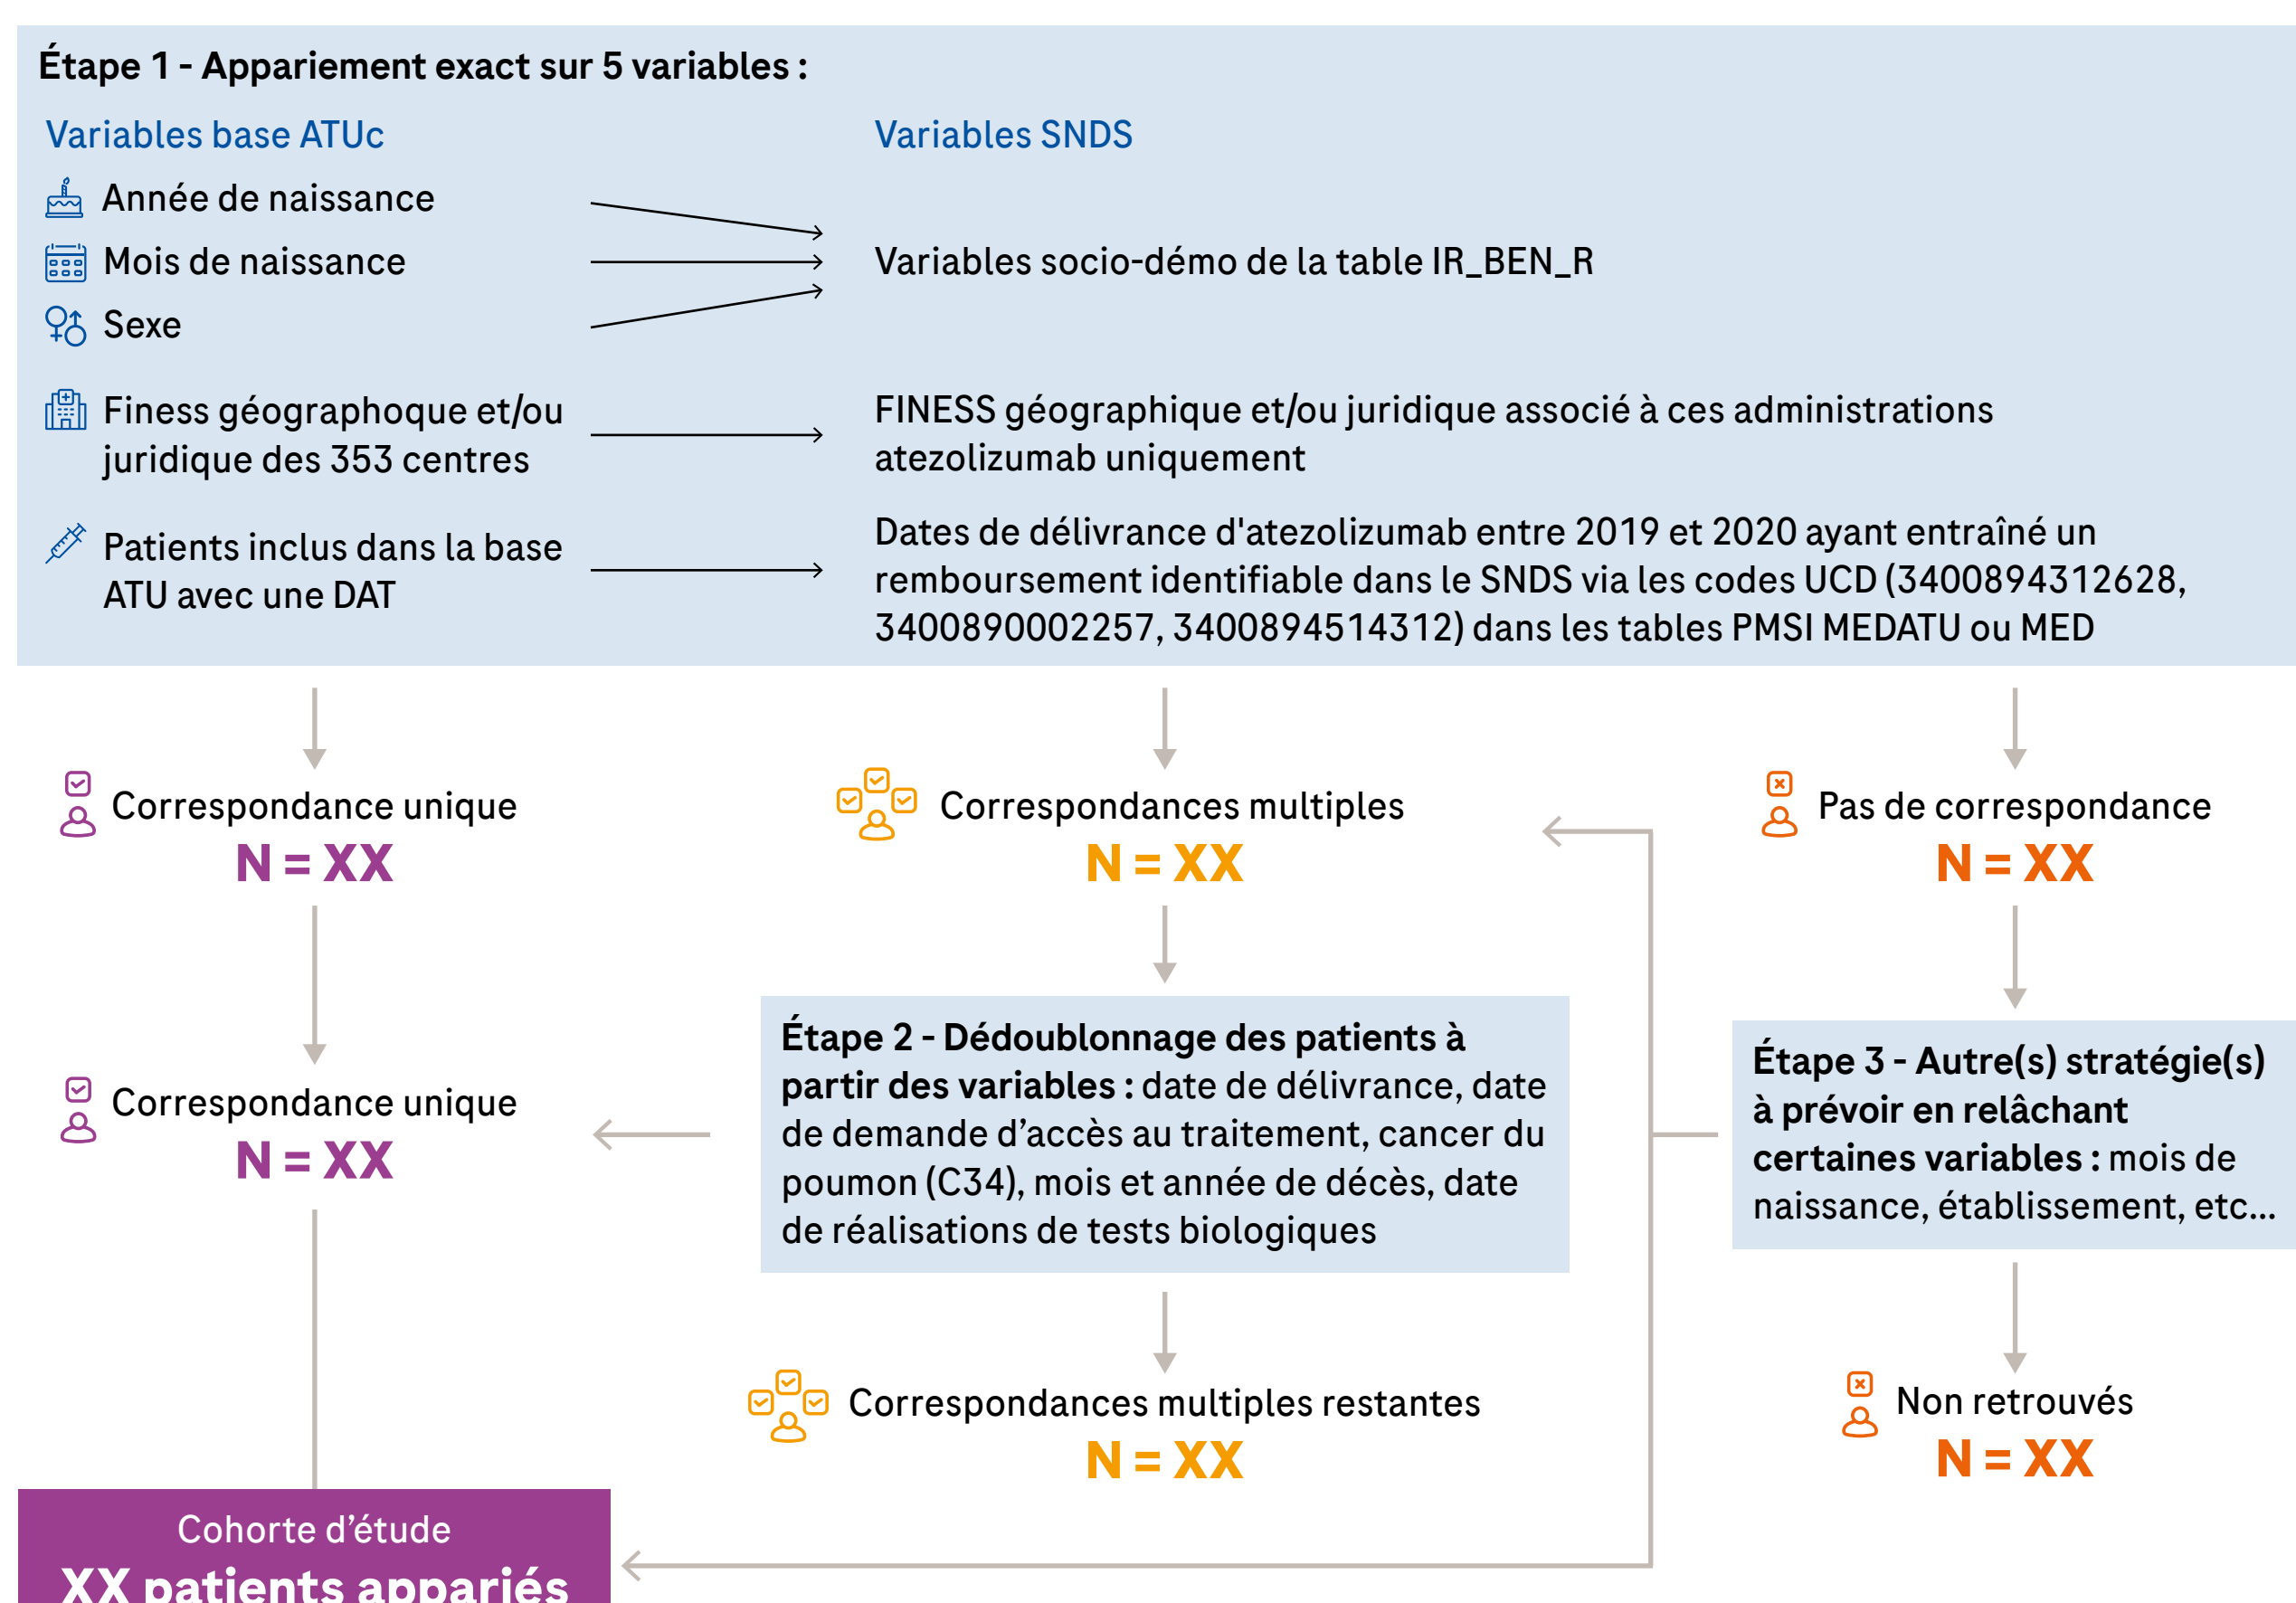 Étape 1 - Appariement exact sur 5 variables :
Variables base ATUc
Variables SNDS
Année de naissance
Mois de naissance
Sexe
Variables socio-démo de la table IR_BEN_R
Finess géographoque et/ou
juridique des 353 centres
FINESS géographique et/ou juridique associé à ces administrations
atezolizumab uniquement
Patients inclus dans la base
ATU avec une DAT
Dates de délivrance d'atezolizumab entre 2019 et 2020 ayant entraîné un
remboursement identifiable dans le SNDS via les codes UCD (3400894312628,
3400890002257, 3400894514312) dans les tables PMSI MEDATU ou MED
Correspondance unique
N = XX
Correspondances multiples
N = XX
Pas de correspondance
N = XX
Correspondance unique
N = XX
Étape 2 - Dédoublonnage des patients à
partir des variables : date de délivrance, date
de demande d’accès au traitement, cancer du
poumon (C34), mois et année de décès, date
de réalisations de tests biologiques
Étape 3 - Autre(s) stratégie(s)
à prévoir en relâchant
certaines variables : mois de
naissance, établissement, etc...
Correspondances multiples restantes
N = XX
Non retrouvés
N = XX
Cohorte d’étude
XX patients appariés